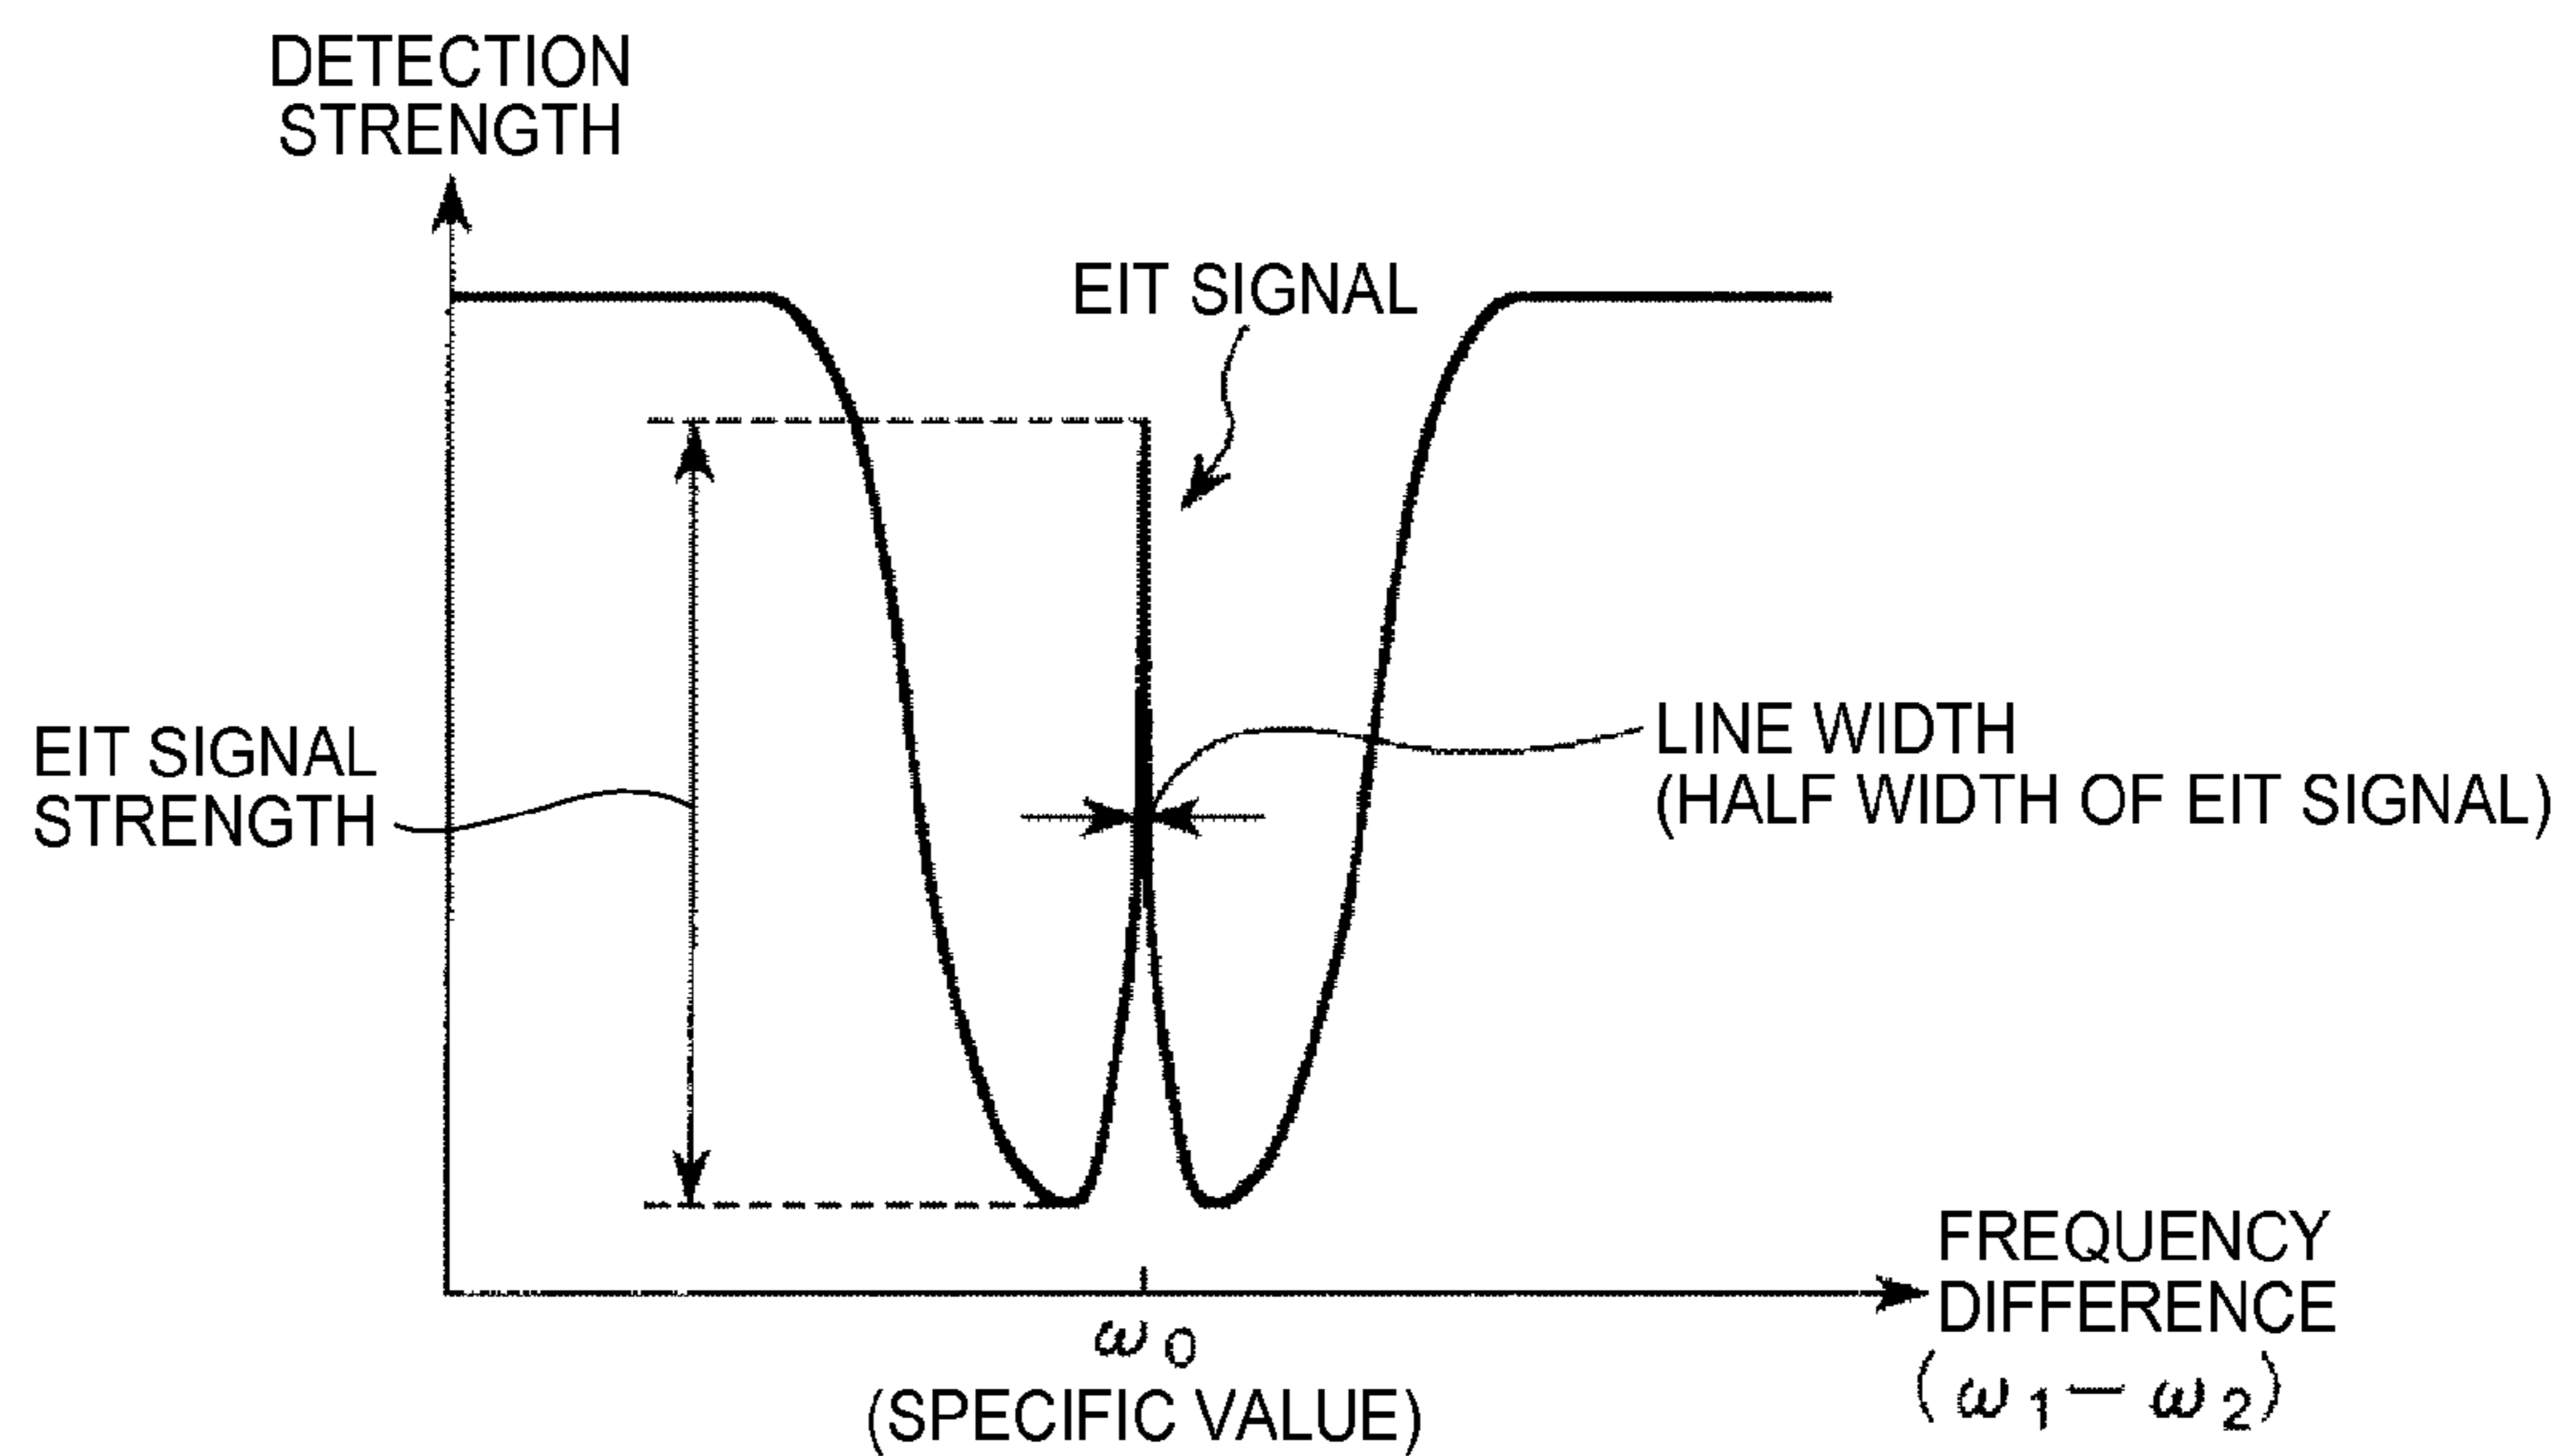 DETECTION
STRENGTH
EIT SIGNAL
EIT SIGNAL
STRENGTH
LINE WIDTH
(HALF WIDTH OF EIT SIGNAL)
FREQUENCY
DIFFERENCE
(ω1−ω2)
ω0
(SPECIFIC VALUE)